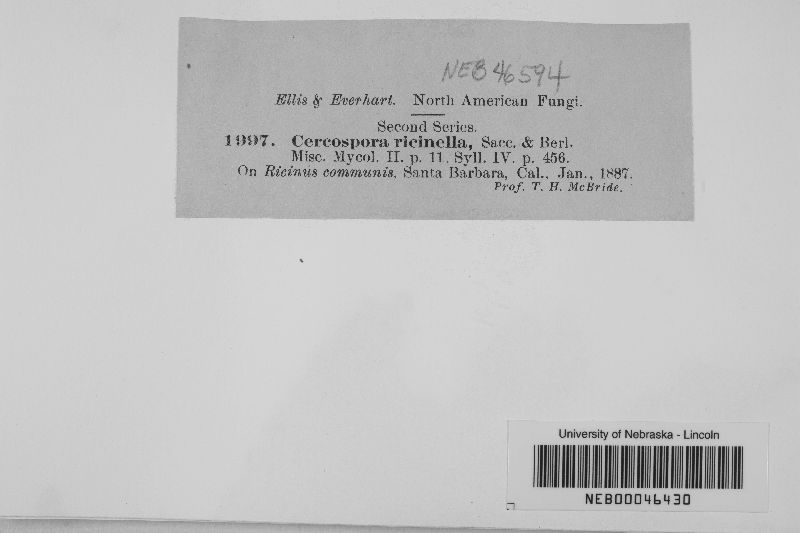 NEB 46594
Ellis & Everhart. North American Fungi.
Second Series.
1997. Cercospora ricinella, Sacc. & Berl.
Misc. Mycol. II. p. 11, Syll. IV. p. 456.
On Ricinus communis, Santa Barbara, Cal., Jan., 1887.
Prof. T. H. McBride.
University of Nebraska - Lincoln
NEB00046430